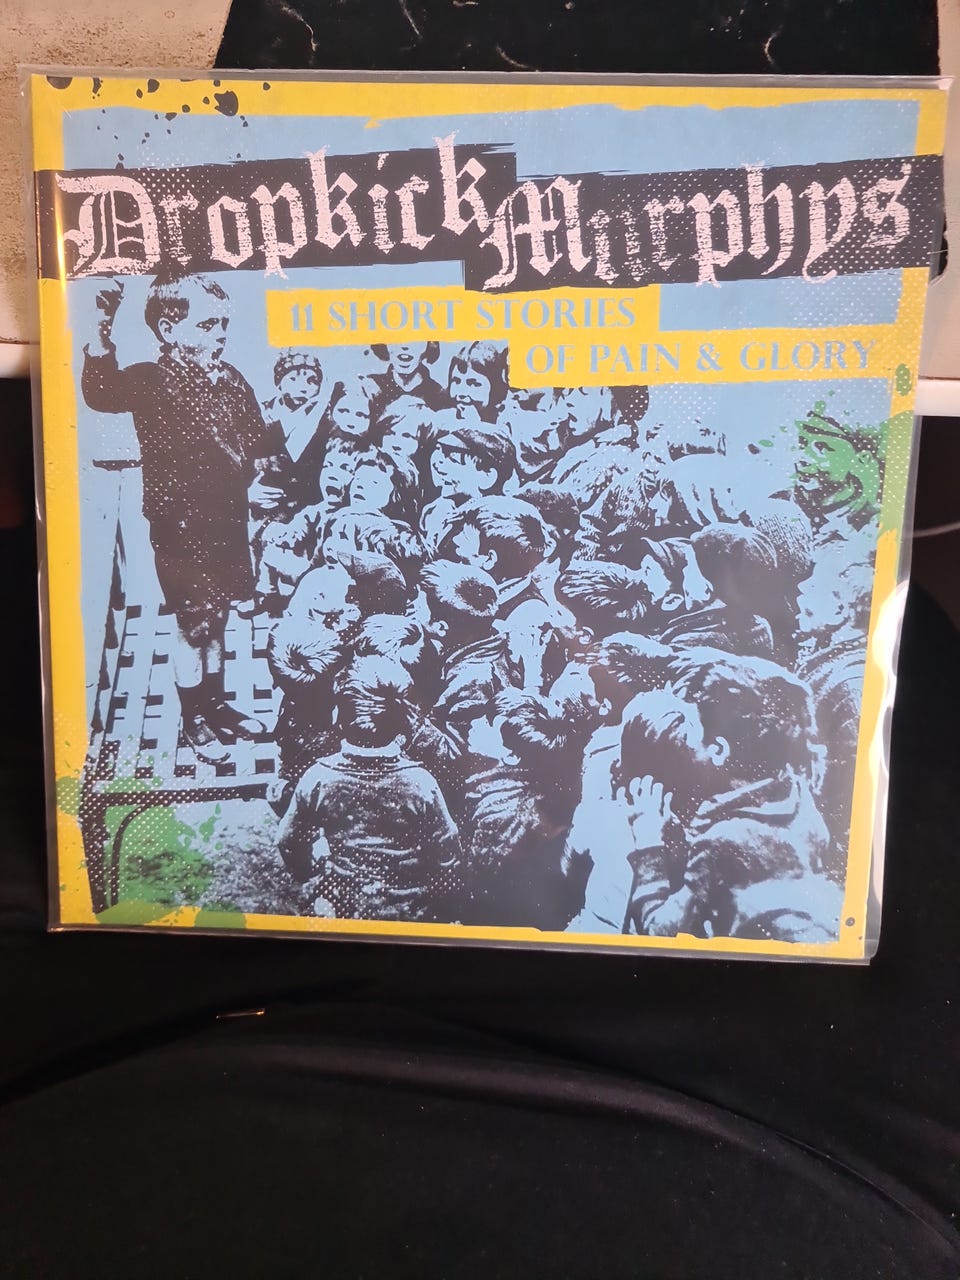 Dropkick Murphys
11 SHORT STORIES
OF PAIN & GLORY